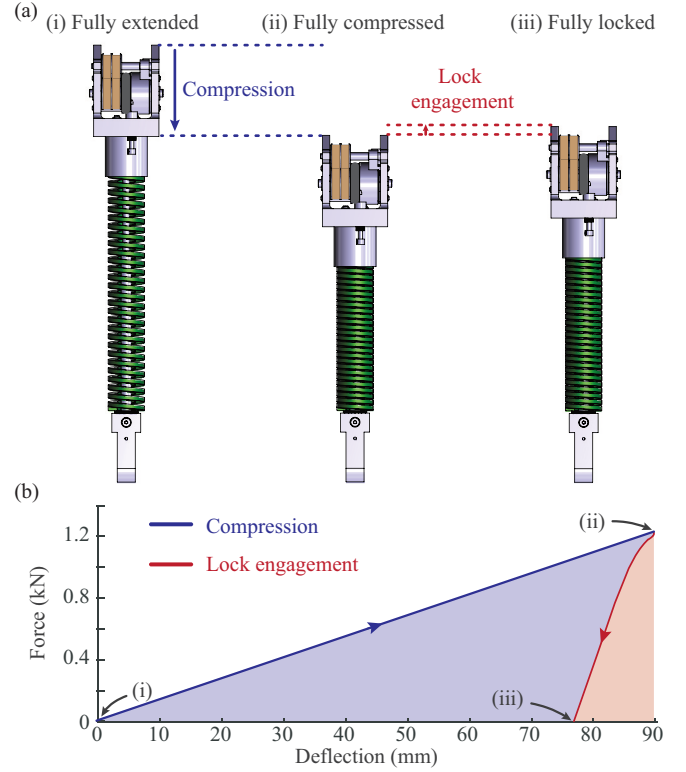 (a)
(i) Fully extended
(ii) Fully compressed
(iii) Fully locked
Compression
Lock
engagement
(b)
Compression
Lock engagement
(i)
(ii)
(iii)
Force (kN)
1.2
0.8
0.4
0
0 10 20 30 40 50 60 70 80 90
Deflection (mm)